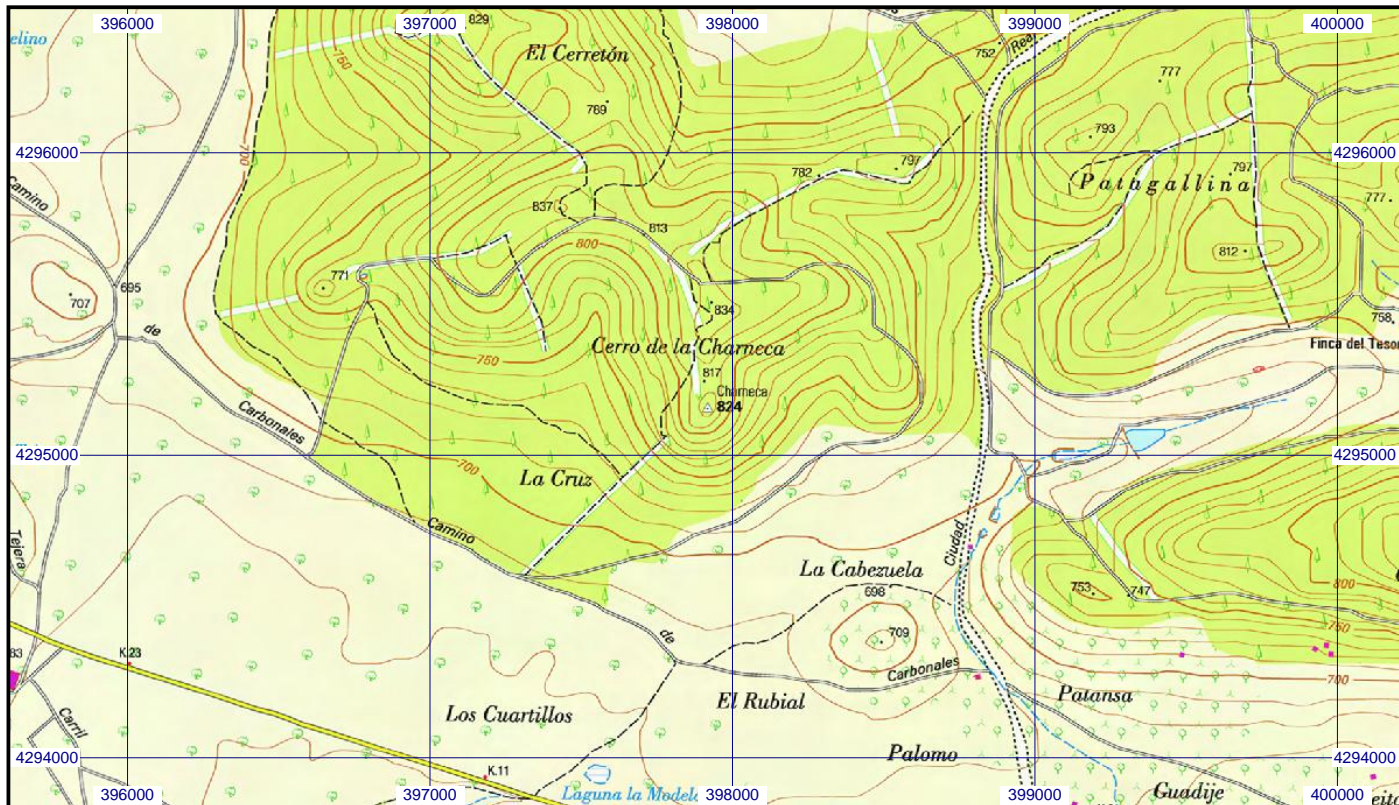 396000
397000
398000
399000
400000
829
elino
El Cerretón
752
Real
760
777
789
793
700
4296000
4296000
782
797
797
Patagallina
Camino
777
837
813
800
812
771
695
707
834
758
de
750
Cerro de la Charneca
Finca del Tesor
817
Charneca
824
Carbonales
4295000
4295000
700
La Cruz
Camino
Tejera
Ciudad
La Cabezuela
800
753
747
698
750
de
709
83
K.23
Carbonales
700
Patansa
El Rubial
Los Cuartillos
Carril
Palomo
4294000
4294000
K.11
Laguna la Modelo
Guadije
396000
397000
398000
399000
400000